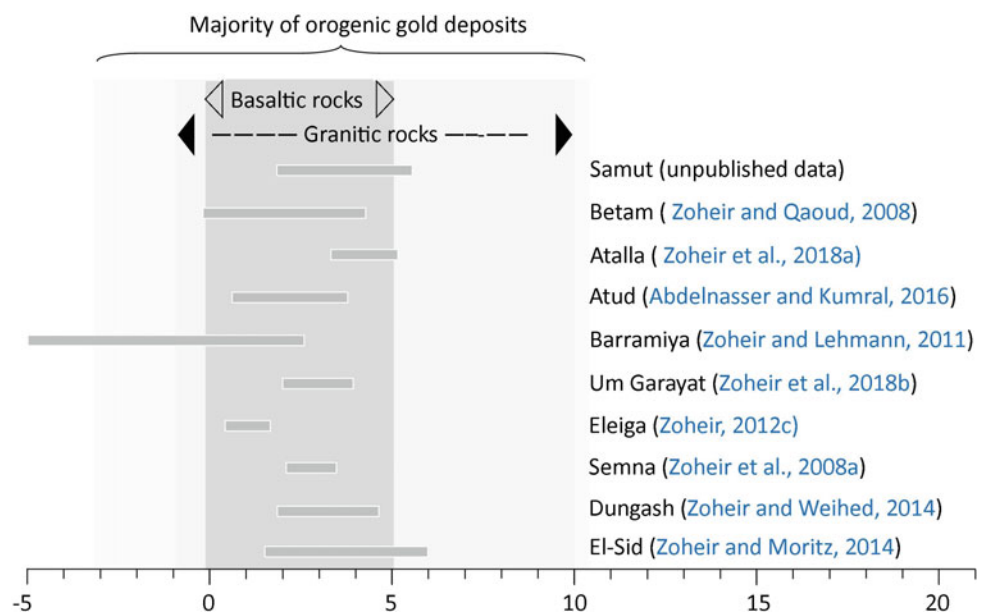 Majority of orogenic gold deposits
Basaltic rocks
Granitic rocks
Samut (unpublished data)
Betam ( Zoheir and Qaoud, 2008)
Atalla ( Zoheir et al., 2018a)
Atud (Abdelnasser and Kumral, 2016)
Barramiya (Zoheir and Lehmann, 2011)
Um Garayat (Zoheir et al., 2018b)
Eleiga (Zoheir, 2012c)
Semna (Zoheir et al., 2008a)
Dungash (Zoheir and Weihed, 2014)
El-Sid (Zoheir and Moritz, 2014)
-5 0 5 10 15 20